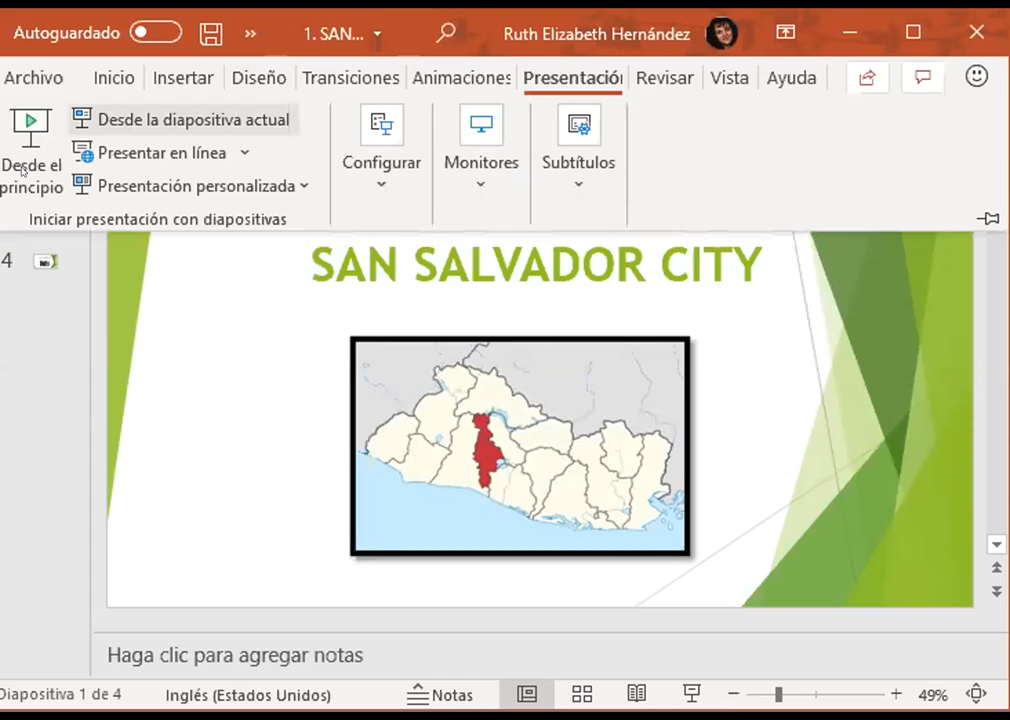 Autoguardado
1. SAN...
Ruth Elizabeth Hernández
Archivo Inicio Insertar Diseño Transiciones Animaciones Presentació Revisar Vista Ayuda
Desde el principio
Desde la diapositiva actual
Presentar en línea
Presentación personalizada
Iniciar presentación con diapositivas
Configurar
Monitores
Subtítulos
4
SAN SALVADOR CITY
Haga clic para agregar notas
Diapositiva 1 de 4
Inglés (Estados Unidos)
Notas
49%